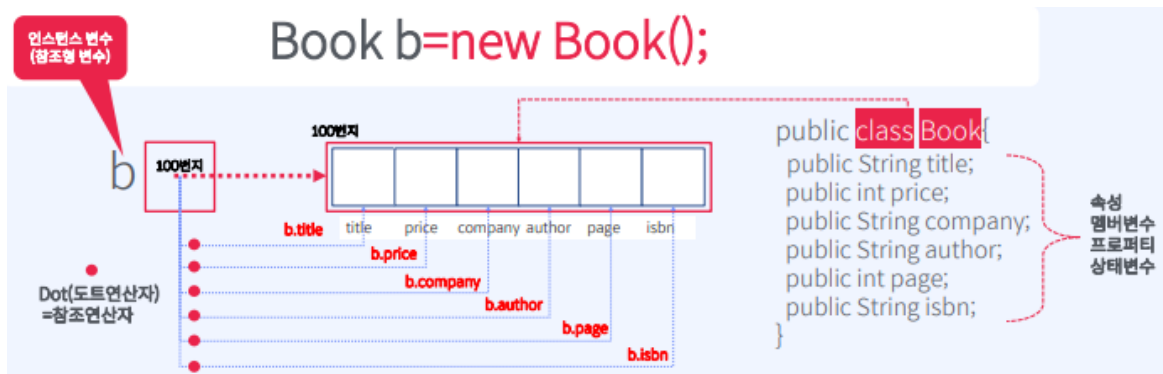 인스턴스 변수
(참조형 변수)
Book b=new Book();
100번지
b
100번지
title price company author page isbn
b.title
b.price
b.company
b.author
b.page
b.isbn
Dot(도트연산자)
=참조연산자
public class Book{
public String title;
public int price;
public String company;
public String author;
public int page;
public String isbn;
}
속성
멤버변수
프로퍼티
상태변수